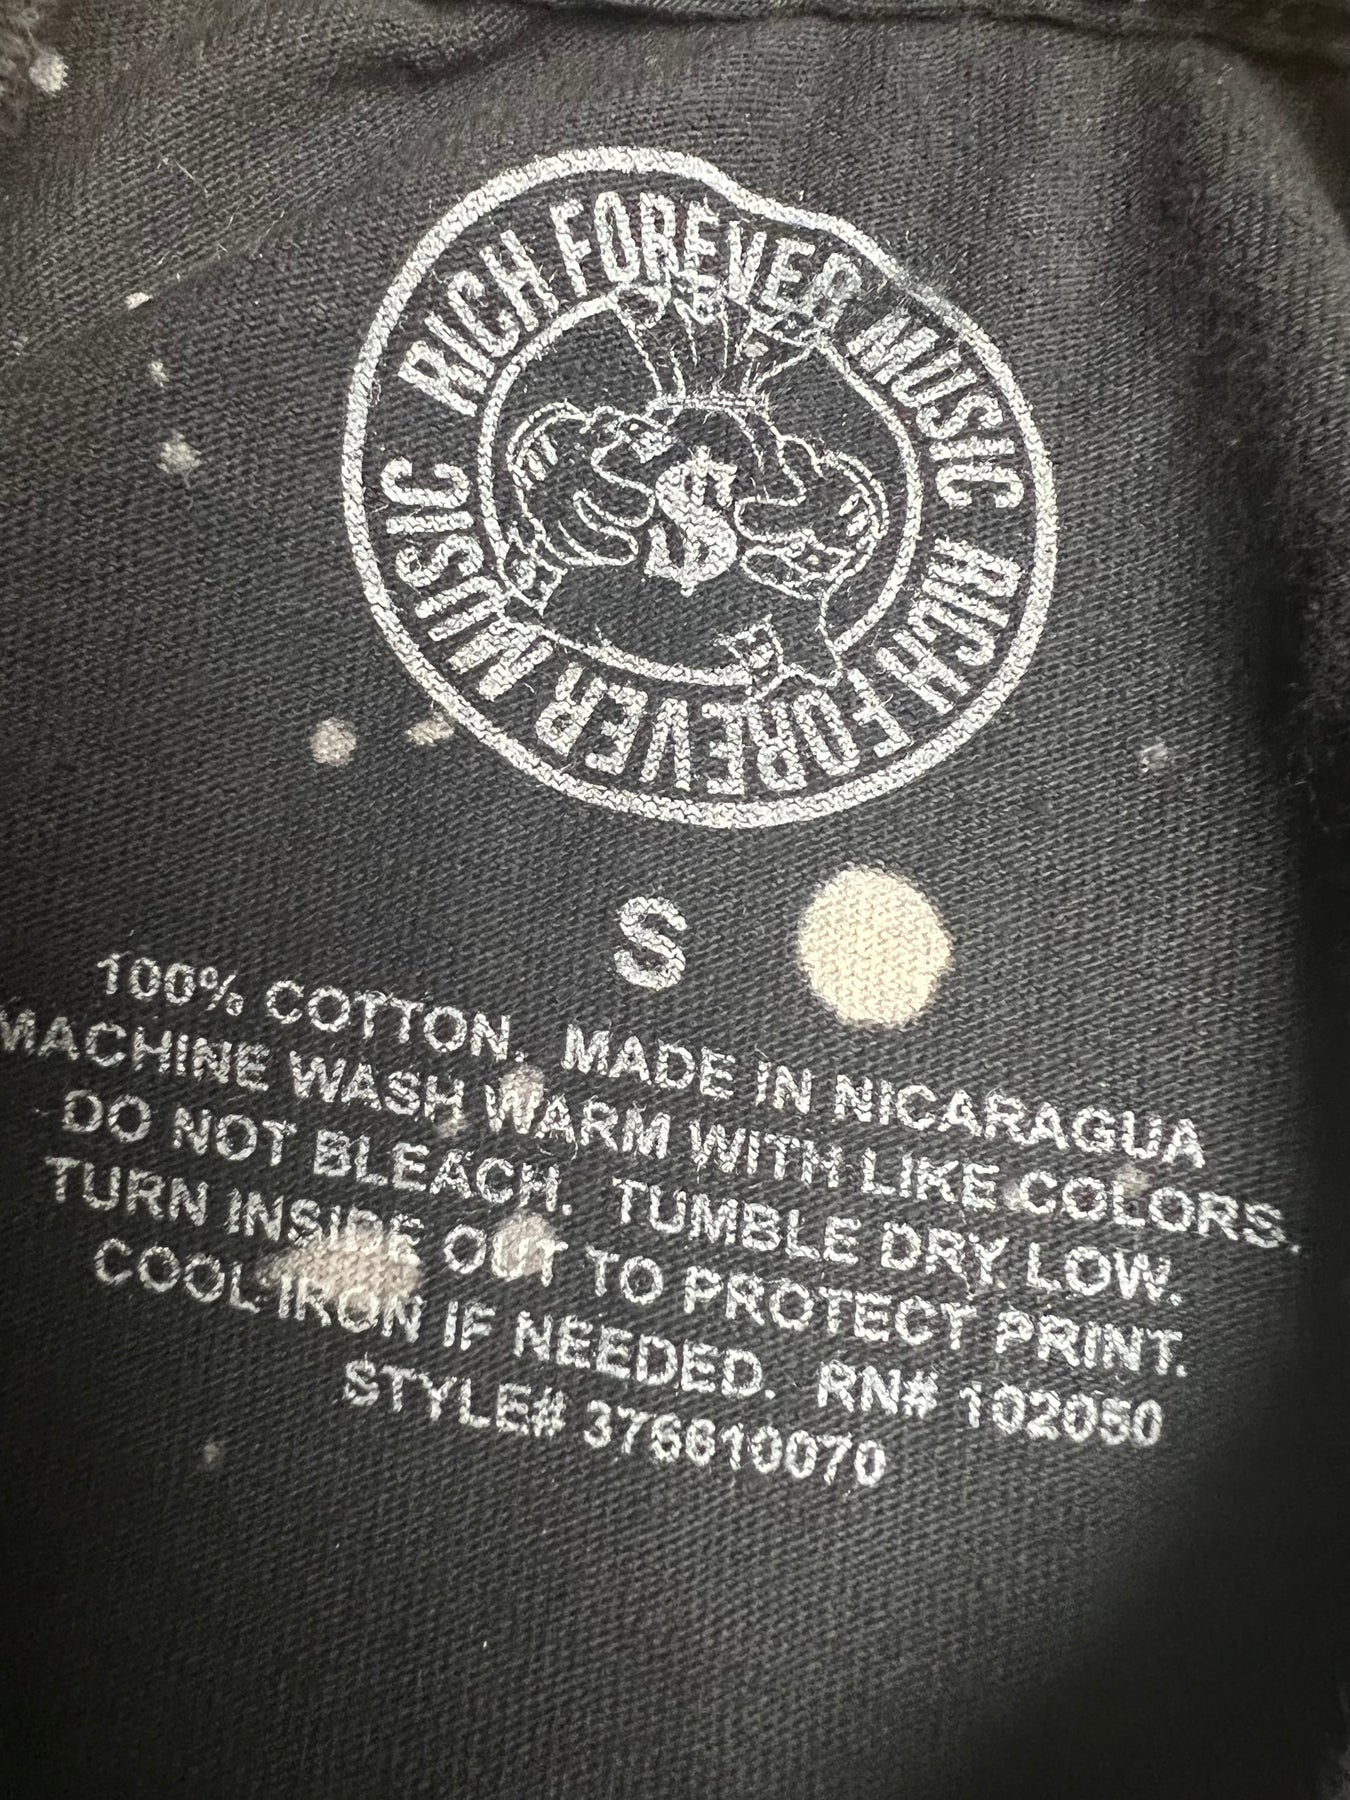 RICH FOREVER MUSIC RICH FOREVER MUSIC
$
S
100% COTTON. MADE IN NICARAGUA
MACHINE WASH WARM WITH LIKE COLORS.
DO NOT BLEACH. TUMBLE DRY LOW.
TURN INSIDE OUT TO PROTECT PRINT.
COOL IRON IF NEEDED. RN# 102050
STYLE# 376610070